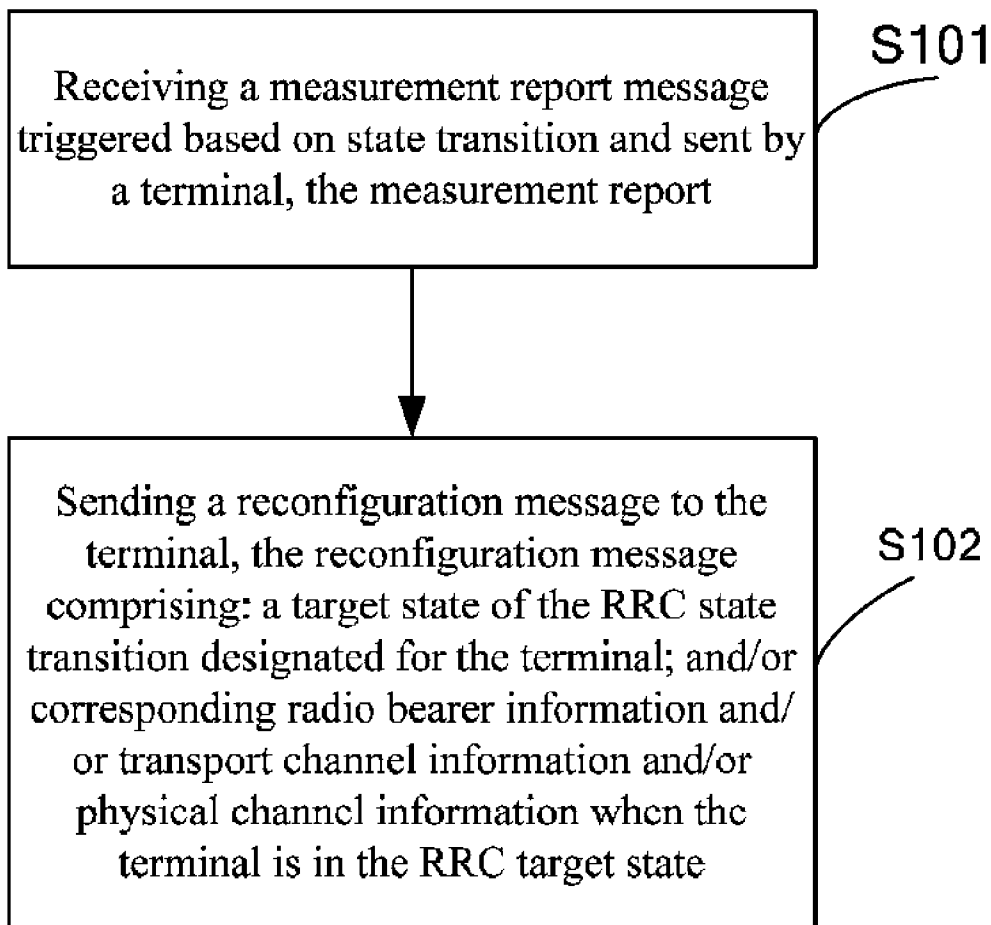 Receiving a measurement report message
triggered based on state transition and sent by
a terminal, the measurement report
S101
Sending a reconfiguration message to the
terminal, the reconfiguration message
comprising: a target state of the RRC state
transition designated for the terminal; and/or
corresponding radio bearer information and/
or transport channel information and/or
physical channel information when the
terminal is in the RRC target state
S102